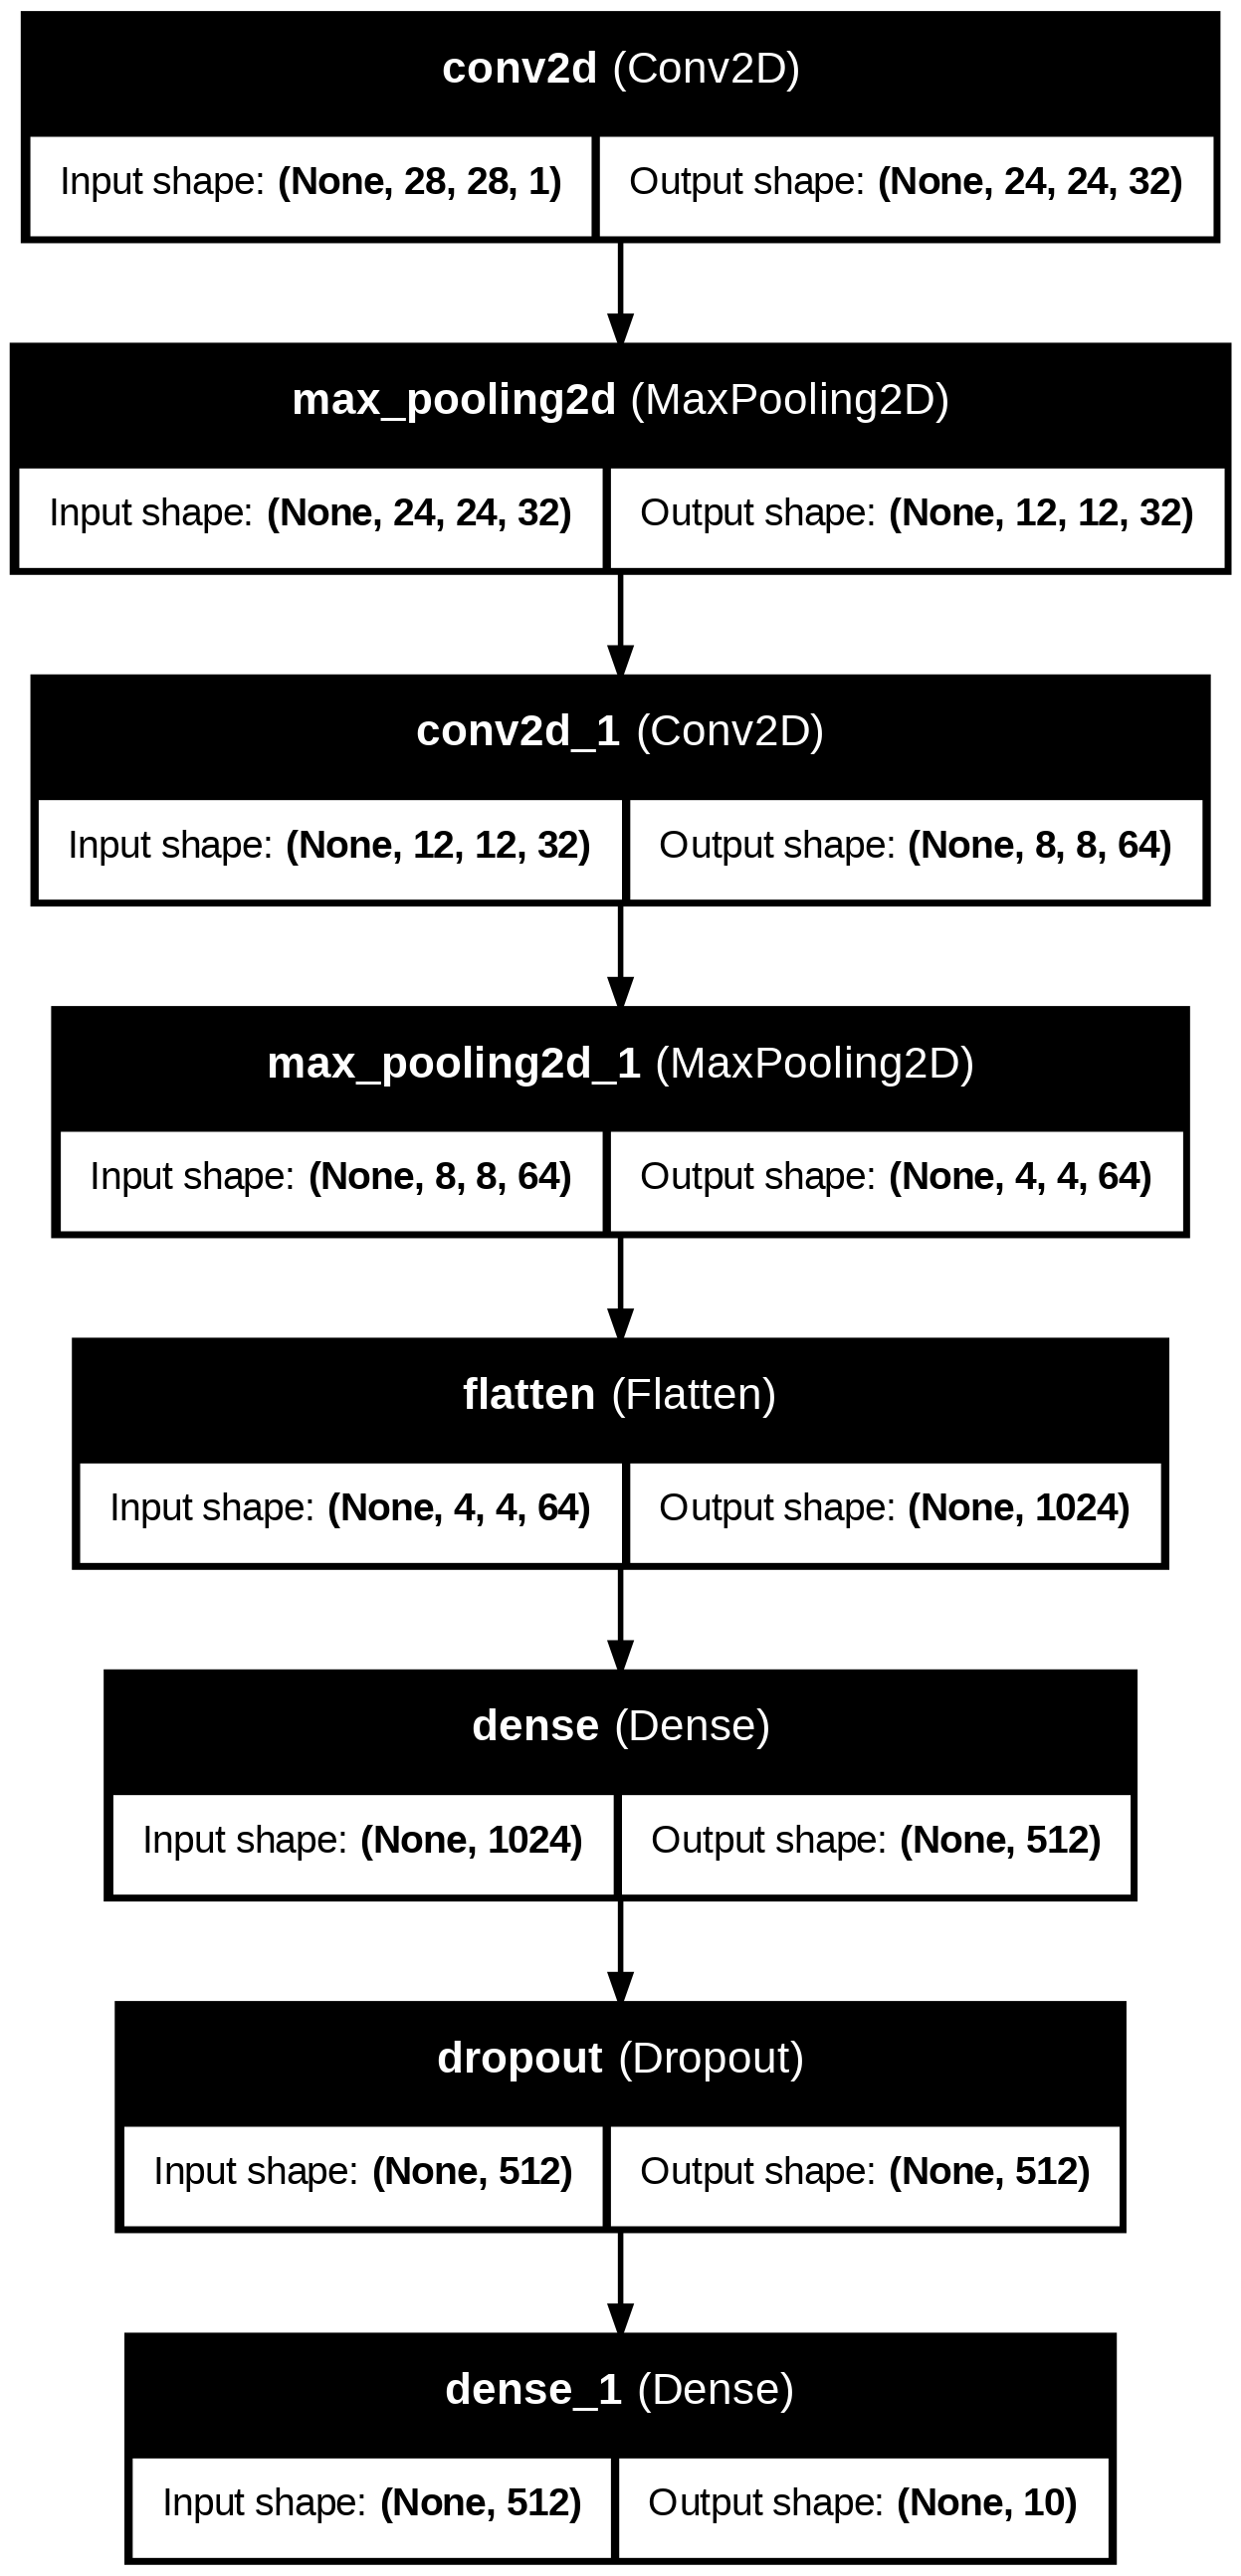 conv2d (Conv2D)
Input shape: (None, 28, 28, 1) Output shape: (None, 24, 24, 32)
max_pooling2d (MaxPooling2D)
Input shape: (None, 24, 24, 32) Output shape: (None, 12, 12, 32)
conv2d_1 (Conv2D)
Input shape: (None, 12, 12, 32) Output shape: (None, 8, 8, 64)
max_pooling2d_1 (MaxPooling2D)
Input shape: (None, 8, 8, 64) Output shape: (None, 4, 4, 64)
flatten (Flatten)
Input shape: (None, 4, 4, 64) Output shape: (None, 1024)
dense (Dense)
Input shape: (None, 1024) Output shape: (None, 512)
dropout (Dropout)
Input shape: (None, 512) Output shape: (None, 512)
dense_1 (Dense)
Input shape: (None, 512) Output shape: (None, 10)